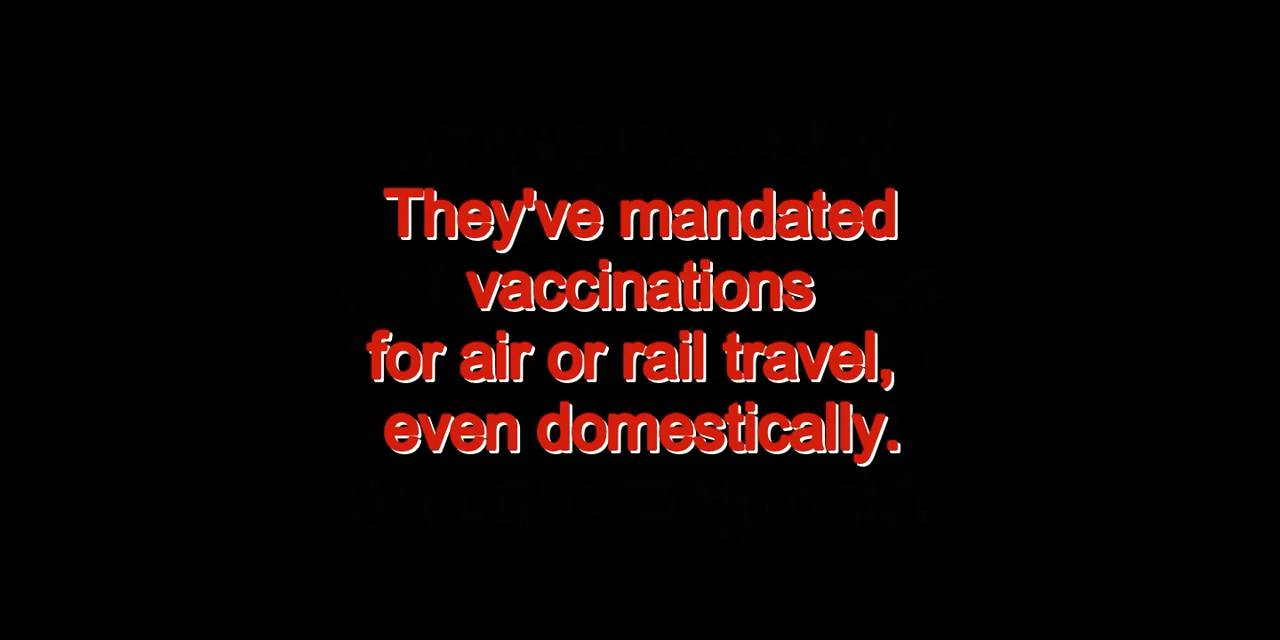 They've mandated
vaccinations
for air or rail travel,
even domestically.